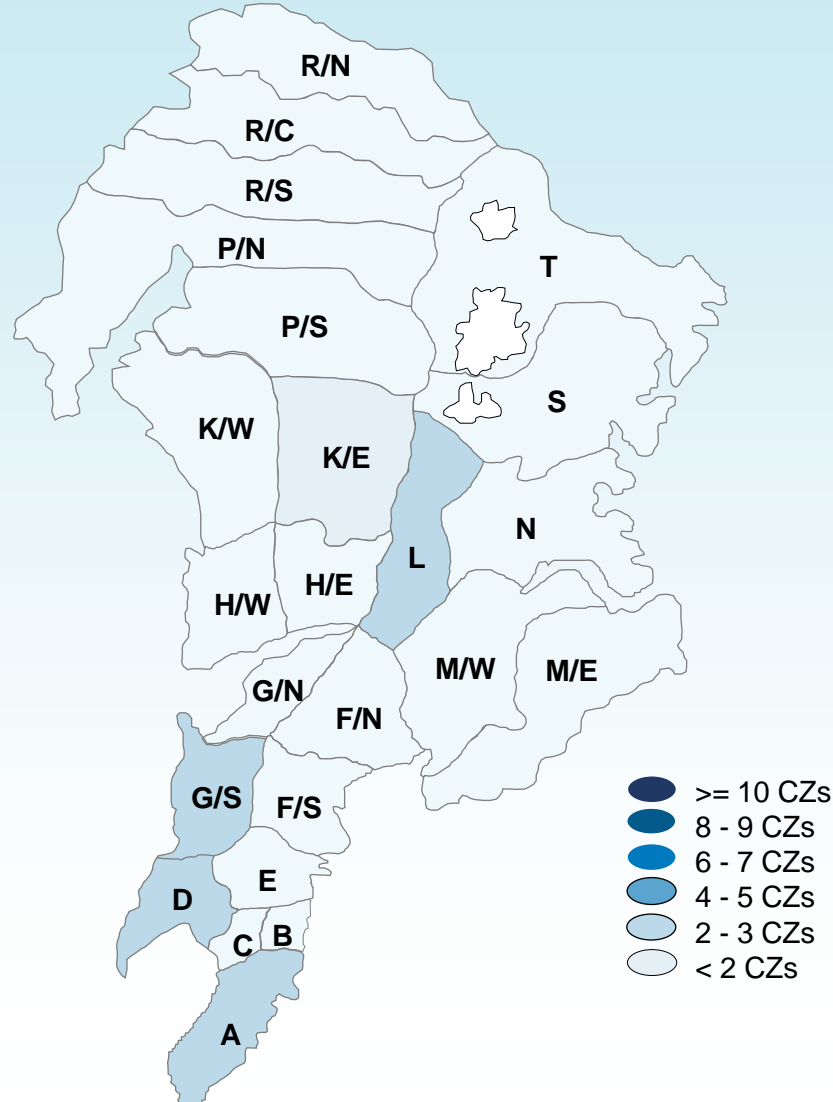 R/N
R/C
R/S
P/N
T
P/S
S
K/W
K/E
N
L
H/E
H/W
M/W
M/E
G/N
F/N
G/S
F/S
E
D
B
C
A
>= 10 CZs
8 - 9 CZs
6 - 7 CZs
4 - 5 CZs
2 - 3 CZs
< 2 CZs